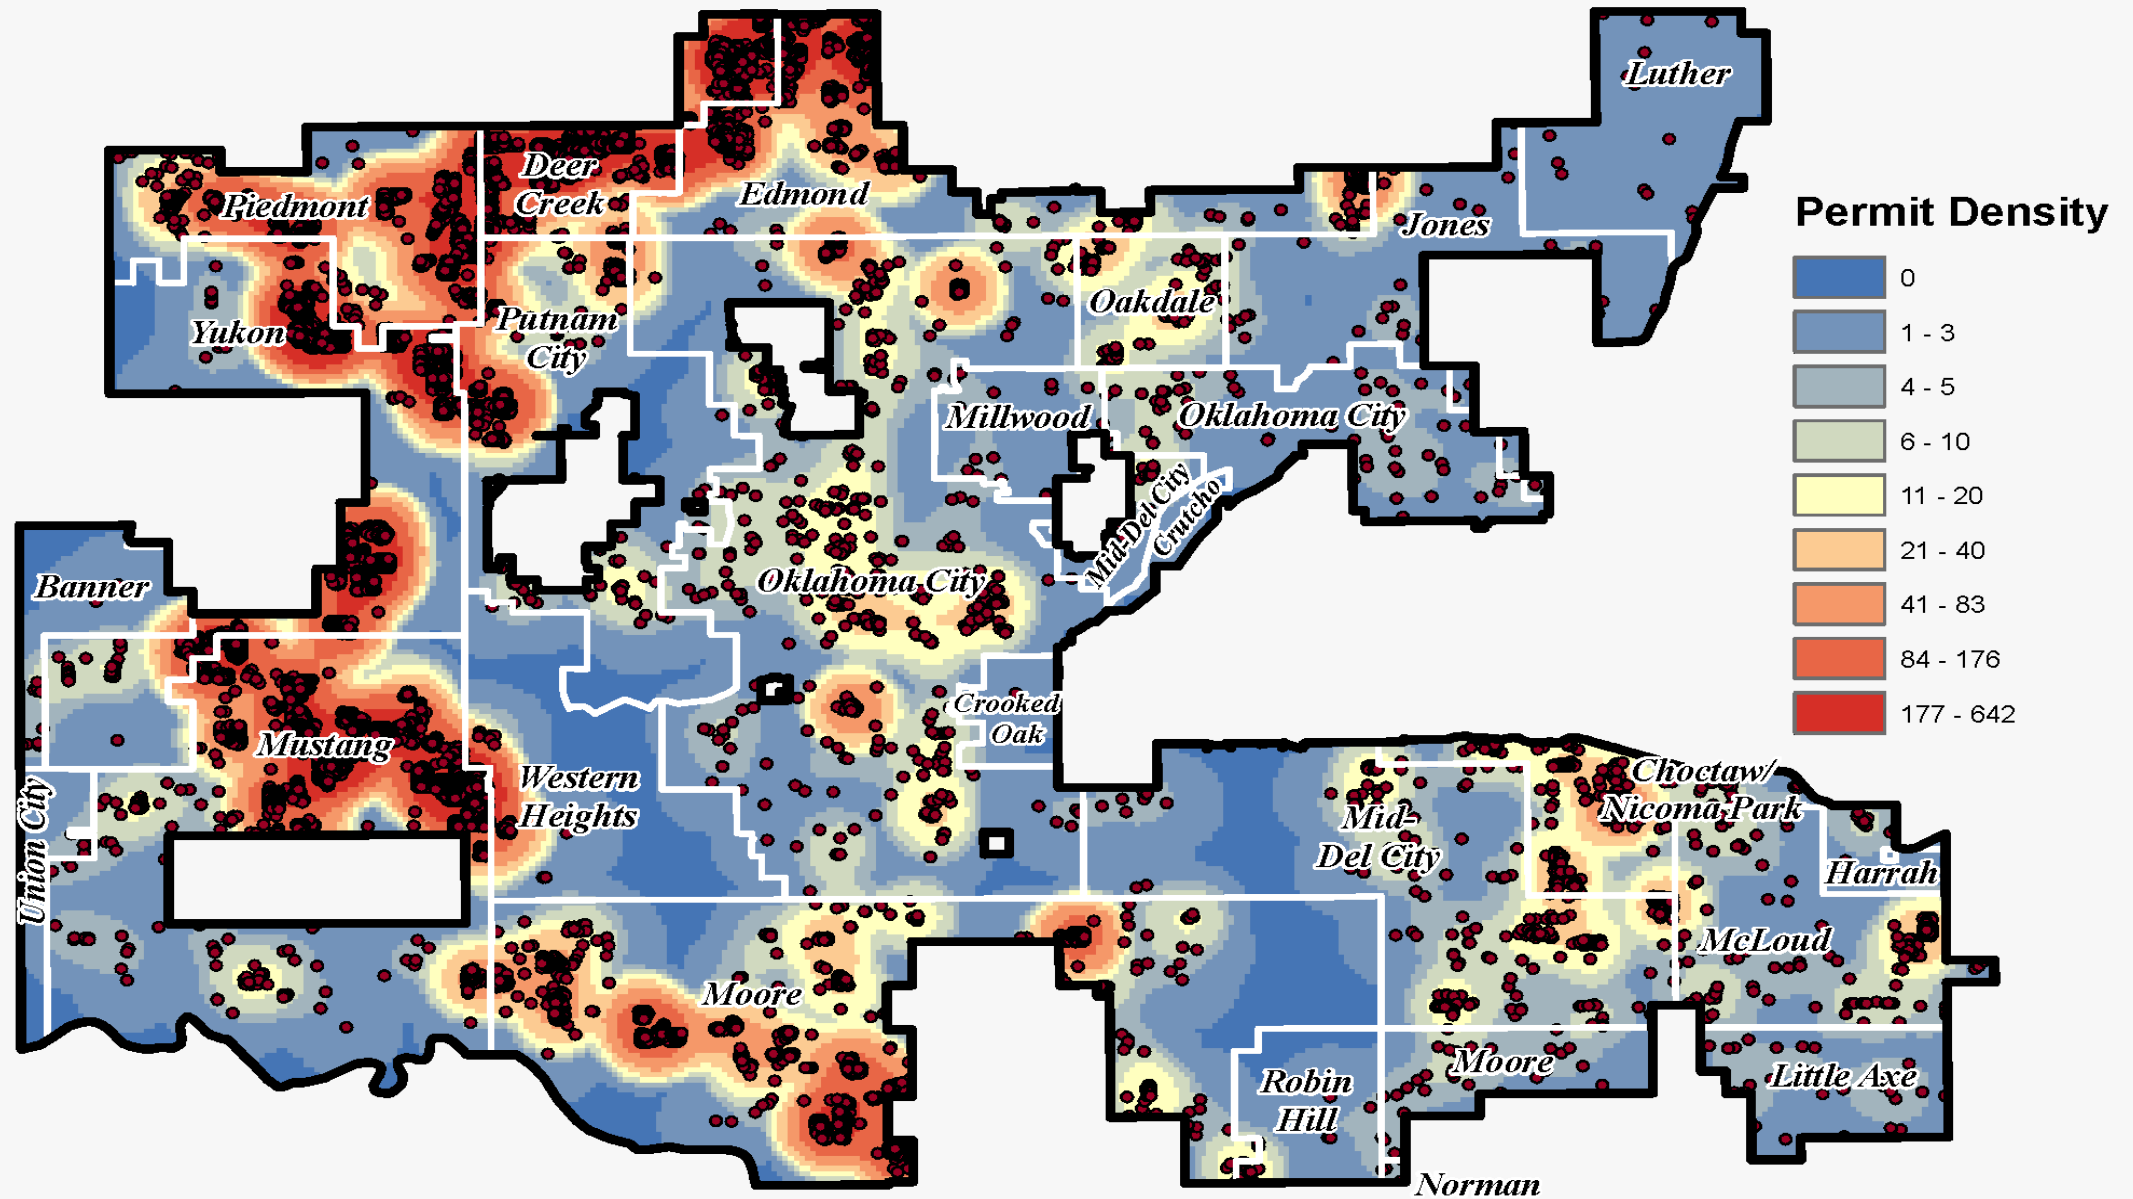 Luther
Deer
Creek
Piedmont
Edmond
Jones
Permit Density
0
1 - 3
4 - 5
6 - 10
11 - 20
21 - 40
41 - 83
84 - 176
177 - 642
Yukon
Putnam
City
Oakdale
Millwood
Oklahoma City
Mid-Del City
Crutcho
Banner
Oklahoma City
Crooked
Oak
Mustang
Western
Heights
Union City
Choctaw/
Nicoma Park
Mid-
Del City
Harrah
McLoud
Moore
Moore
Robin
Hill
Little Axe
Norman